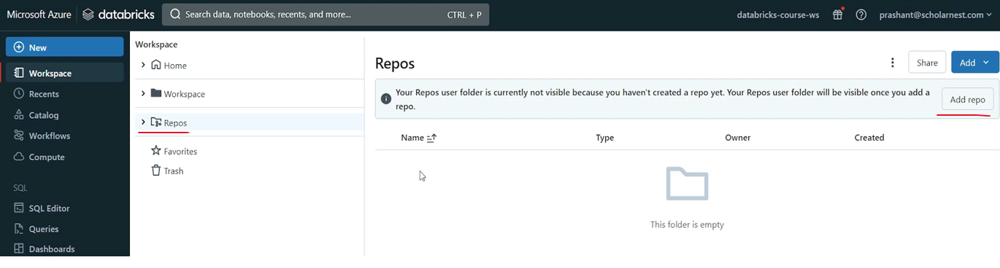 Microsoft Azure databricks Search data, notebooks, recents, and more... CTRL + P databricks-course-ws prashant@scholarnest.com
New
Workspace
Recents
Catalog
Workflows
Compute
SQL
SQL Editor
Queries
Dashboards
Workspace
Home
Workspace
Repos
Favorites
Trash
Repos Share Add
Your Repos user folder is currently not visible because you haven't created a repo yet. Your Repos user folder will be visible once you add a
repo.
Add repo
Name Type Owner Created
This folder is empty